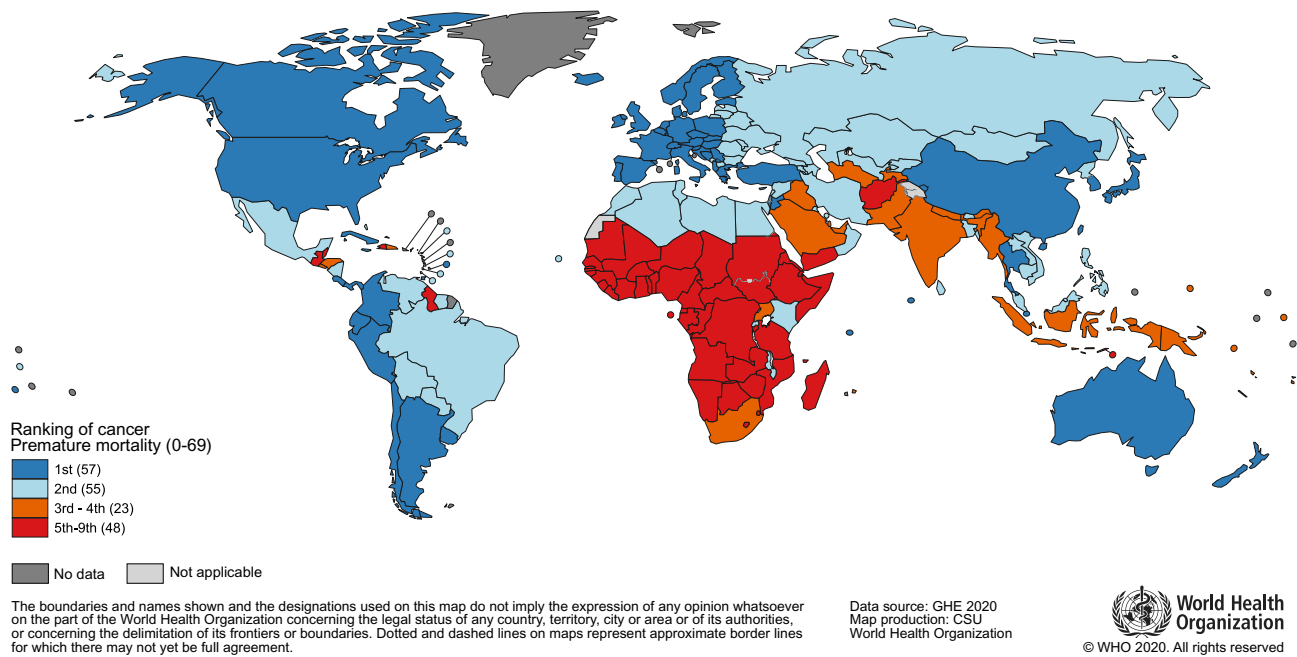 Ranking of cancer
Premature mortality (0-69)
1st (57)
2nd (55)
3rd - 4th (23)
5th-9th (48)
No data
Not applicable
The boundaries and names shown and the designations used on this map do not imply the expression of any opinion whatsoever
on the part of the World Health Organization concerning the legal status of any country, territory, city or area or of its authorities,
or concerning the delimitation of its frontiers or boundaries. Dotted and dashed lines on maps represent approximate border lines
for which there may not yet be full agreement.
Data source: GHE 2020
Map production: CSU
World Health Organization
World Health
Organization
© WHO 2020. All rights reserved